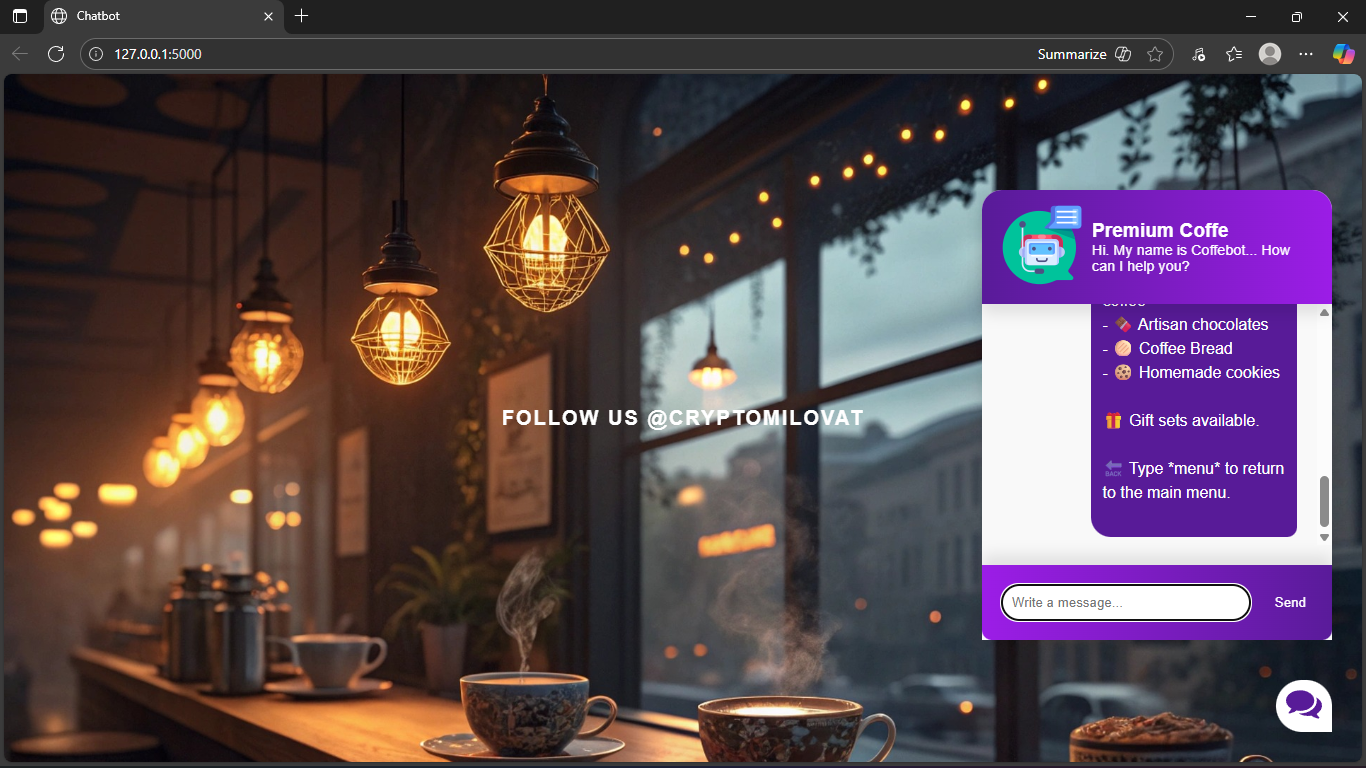 Chatbot
127.0.0.1:5000
Summarize
Premium Coffe
Hi. My name is Coffebot... How
can I help you?
- 🍫 Artisan chocolates
- 🥯 Coffee Bread
- 🍪 Homemade cookies
🎁 Gift sets available.
🔙 Type *menu* to return
to the main menu.
FOLLOW US @CRYPTOMILOVAT
Write a message...
Send